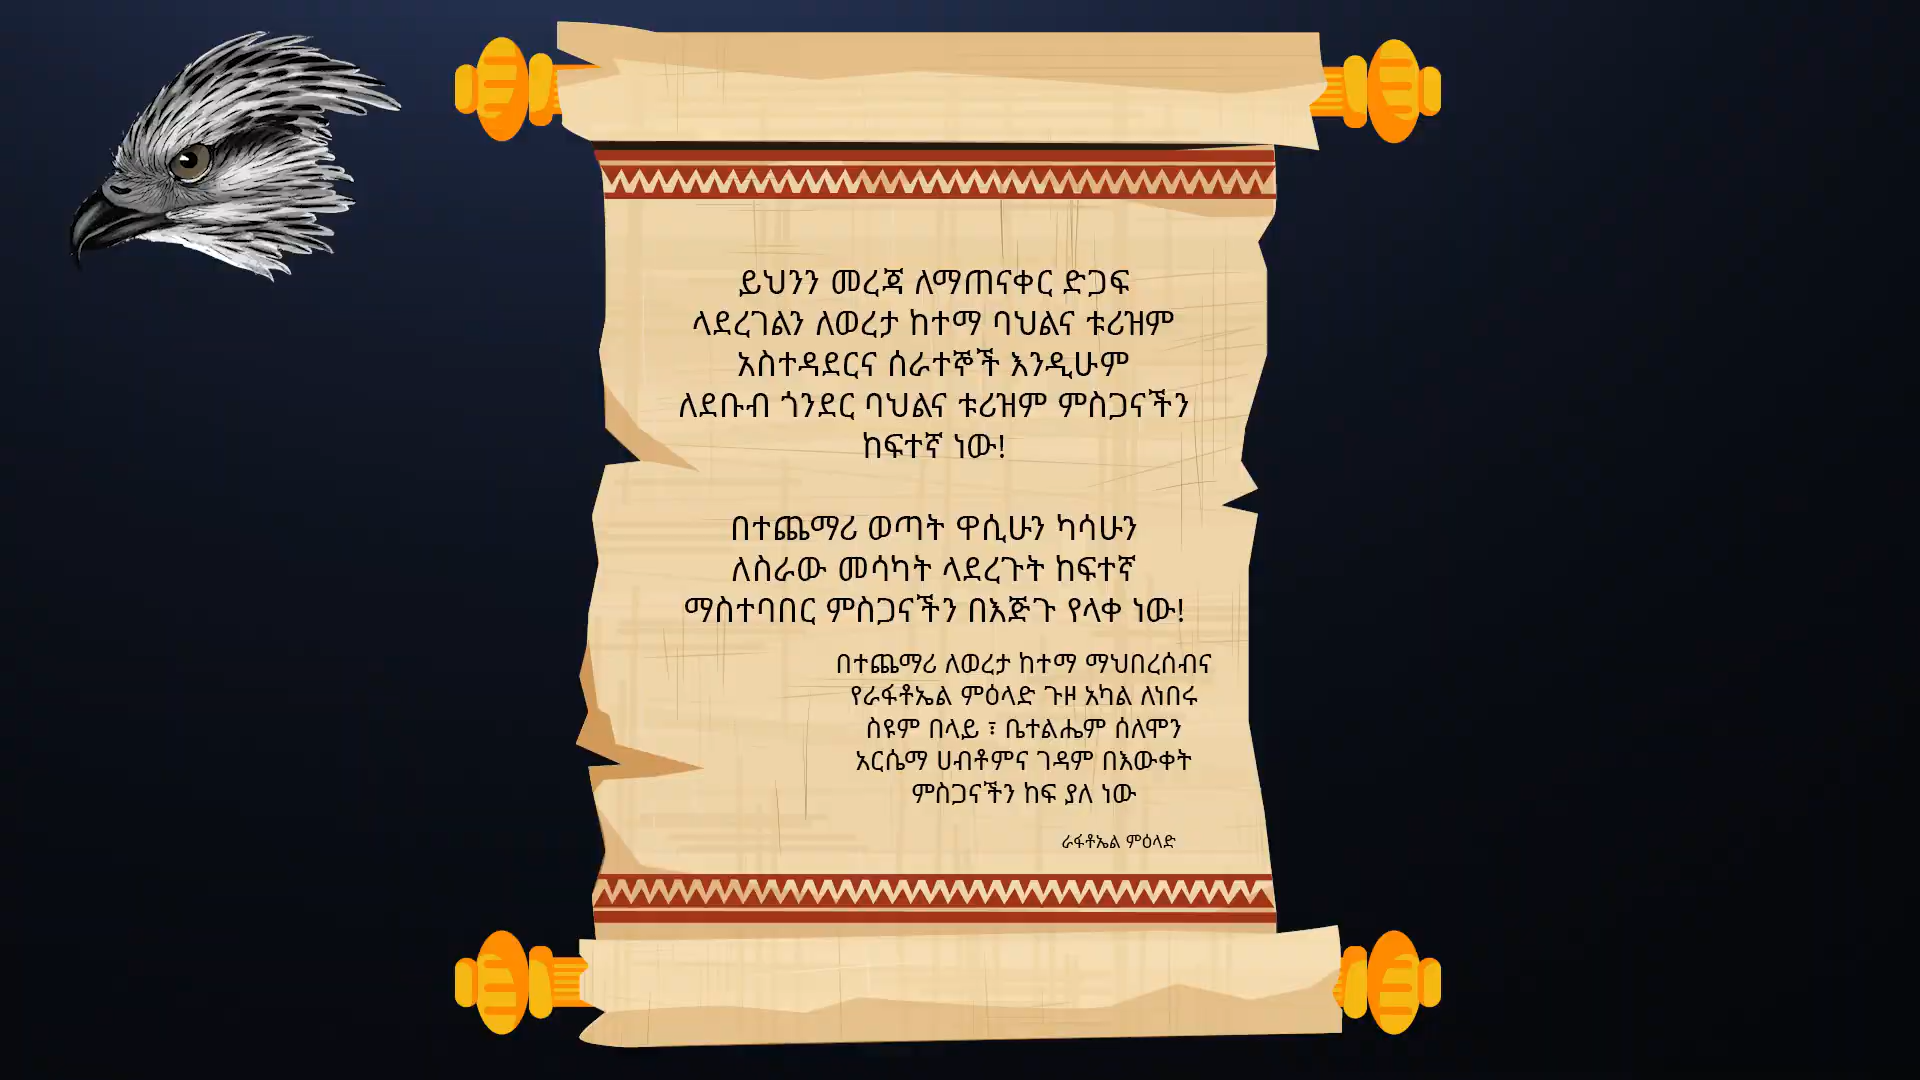 ይህንን መረጃ ለማጠናቀር ድጋፍ
ላደረገልን ለወረታ ከተማ ባህልና ቱሪዝም
አስተዳደርና ሰራተኞች እንዲሁም
ለደቡብ ጎንደር ባህልና ቱሪዝም ምስጋናችን
ከፍተኛ ነው!
በተጨማሪ ወጣት ዋሲሁን ካሳሁን
ለስራው መሳካት ላደረጉት ከፍተኛ
ማስተባበር ምስጋናችን በእጅጉ የላቀ ነው!
በተጨማሪ ለወረታ ከተማ ማህበረሰብና
የራፋቶኤል ምዕላድ ጉዞ አካል ለነበሩ
ስዩም በላይ ፣ ቤተልሔም ሰለሞን
አርሴማ ሀብቶምና ገዳም በእውቀት
ምስጋናችን ከፍ ያለ ነው
ራፋቶኤል ምዕላድ